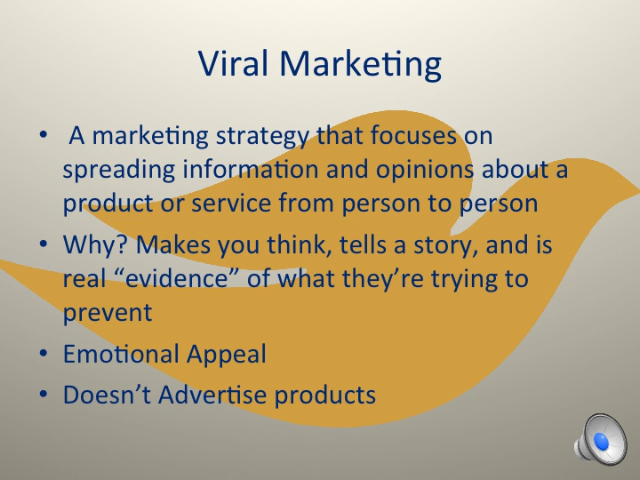 Viral Marketing
• A marketing strategy that focuses on
spreading information and opinions about a
product or service from person to person
• Why? Makes you think, tells a story, and is
real “evidence” of what they’re trying to
prevent
• Emotional Appeal
• Doesn’t Advertise products